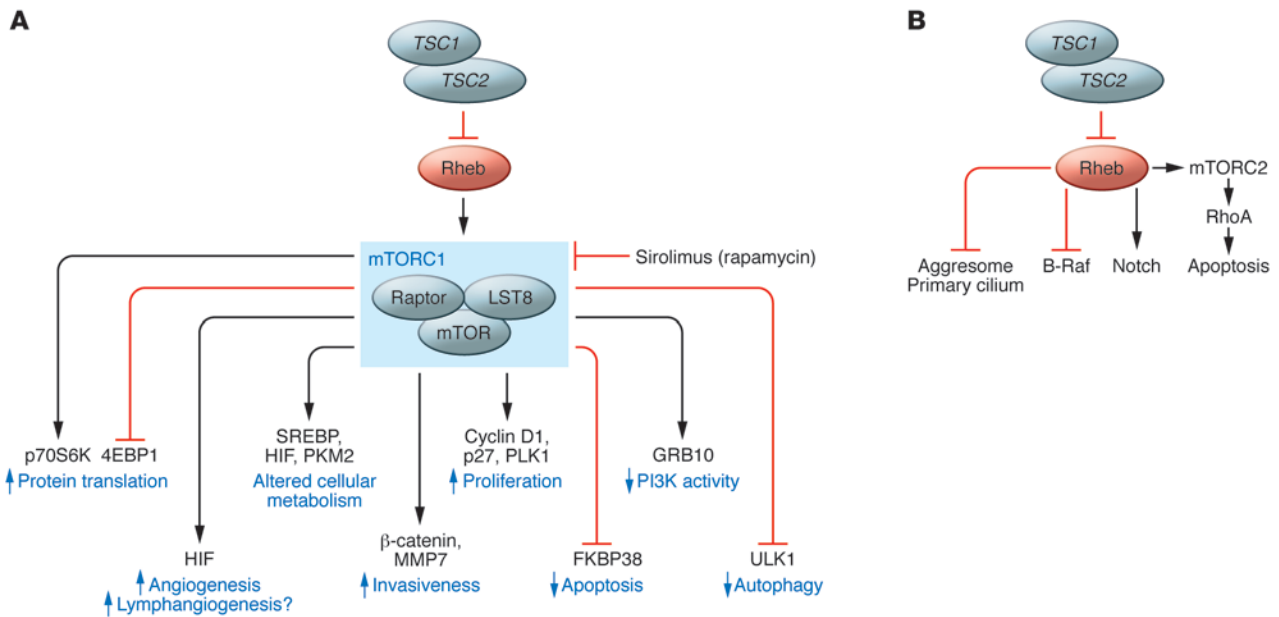 A
TSC1
TSC2
Rheb
mTORC1
Sirolimus (rapamycin)
Raptor
LST8
mTOR
p70S6K 4EBP1
Protein translation
SREBP,
HIF, PKM2
Altered cellular
metabolism
Cyclin D1,
p27, PLK1
Proliferation
GRB10
PI3K activity
HIF
Angiogenesis
Lymphangiogenesis?
β-catenin,
MMP7
Invasiveness
FKBP38
Apoptosis
ULK1
Autophagy
B
TSC1
TSC2
Rheb
mTORC2
RhoA
Apoptosis
Aggresome
Primary cilium
B-Raf
Notch